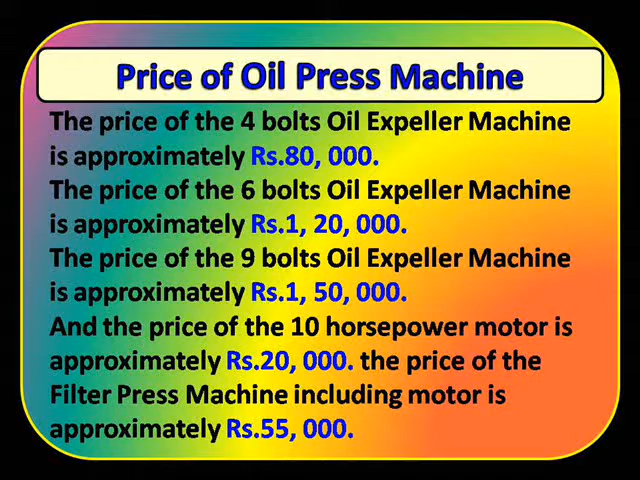 Price of Oil Press Machine
The price of the 4 bolts Oil Expeller Machine
is approximately Rs.80, 000.
The price of the 6 bolts Oil Expeller Machine
is approximately Rs.1, 20, 000.
The price of the 9 bolts Oil Expeller Machine
is approximately Rs.1, 50, 000.
And the price of the 10 horsepower motor is
approximately Rs.20, 000. the price of the
Filter Press Machine including motor is
approximately Rs.55, 000.